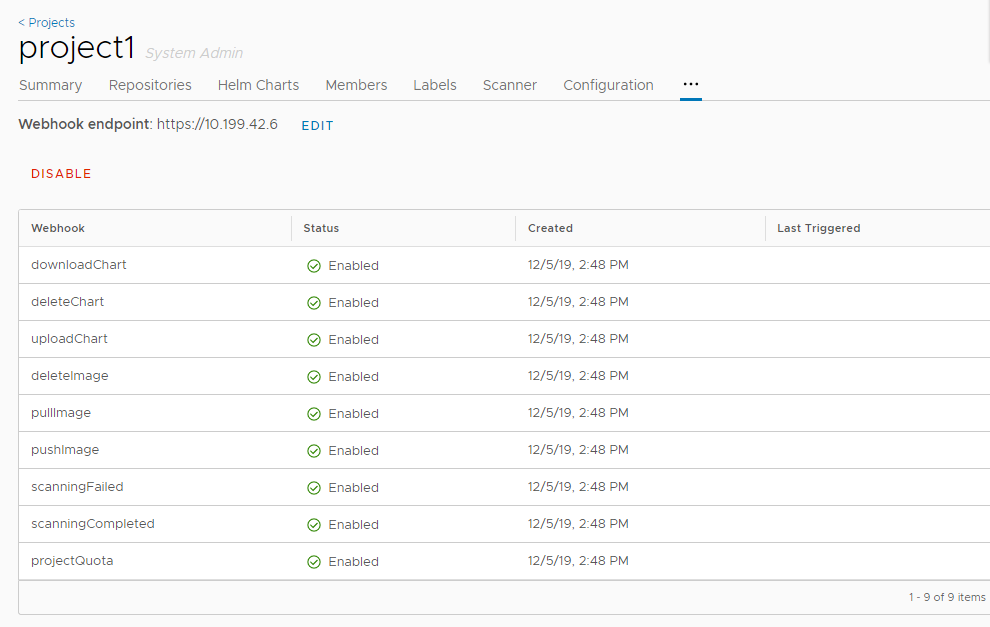 < Projects
project1 System Admin
Summary Repositories Helm Charts Members Labels Scanner Configuration ...
Webhook endpoint: https://10.199.42.6 EDIT
DISABLE
Webhook Status Created Last Triggered
downloadChart Enabled 12/5/19, 2:48 PM
deleteChart Enabled 12/5/19, 2:48 PM
uploadChart Enabled 12/5/19, 2:48 PM
deleteImage Enabled 12/5/19, 2:48 PM
pullImage Enabled 12/5/19, 2:48 PM
pushImage Enabled 12/5/19, 2:48 PM
scanningFailed Enabled 12/5/19, 2:48 PM
scanningCompleted Enabled 12/5/19, 2:48 PM
projectQuota Enabled 12/5/19, 2:48 PM
1 - 9 of 9 items